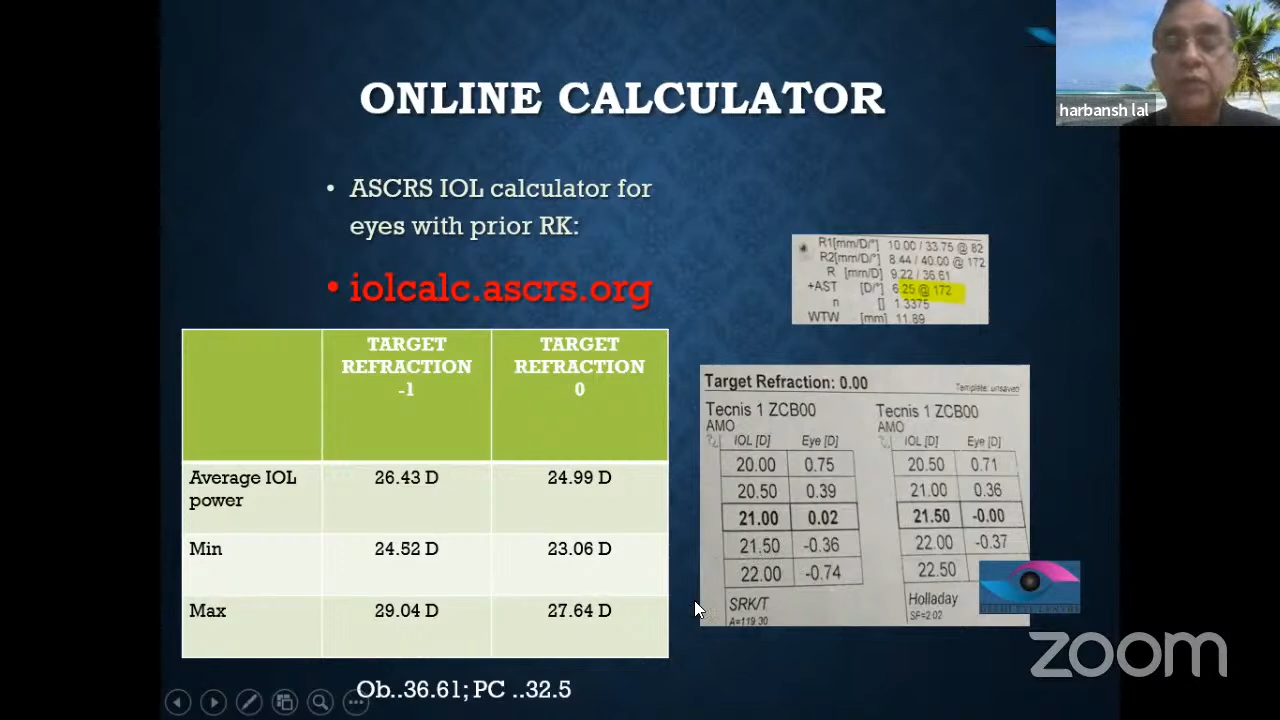 ONLINE CALCULATOR
harbansh lal
• ASCRS IOL calculator for
eyes with prior RK:
• iolcalc.ascrs.org
R1[mm/D/°] 10.00 / 33.75 @ 82
R2[mm/D/°] 8.44 / 40.00 @ 172
R [mm/D] 9.22 / 36.61
+AST [D/°] 6.25 @ 172
n [] 1.3375
WTW [mm] 11.89
TARGET REFRACTION -1 TARGET REFRACTION 0
Average IOL power 26.43 D 24.99 D
Min 24.52 D 23.06 D
Max 29.04 D 27.64 D
Target Refraction: 0.00 Template: unsaved
Tecnis 1 ZCB00 Tecnis 1 ZCB00
AMO AMO
IOL [D] Eye [D] IOL [D] Eye [D]
20.00 0.75 20.50 0.71
20.50 0.39 21.00 0.36
21.00 0.02 21.50 -0.00
21.50 -0.36 22.00 -0.37
22.00 -0.74 22.50
SRK/T Holladay
A=119.30 SF=2.02
Ob..36.61; PC ..32.5
zoom